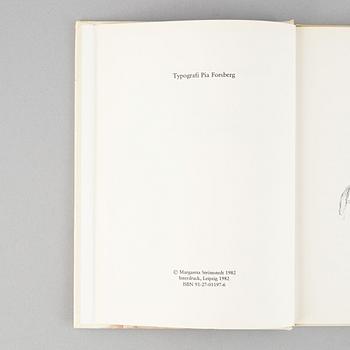 Typografi Pia Forsberg
© Margareta Strömstedt 1982
Interdruck, Leipzig 1982
ISBN 91-27-01197-6